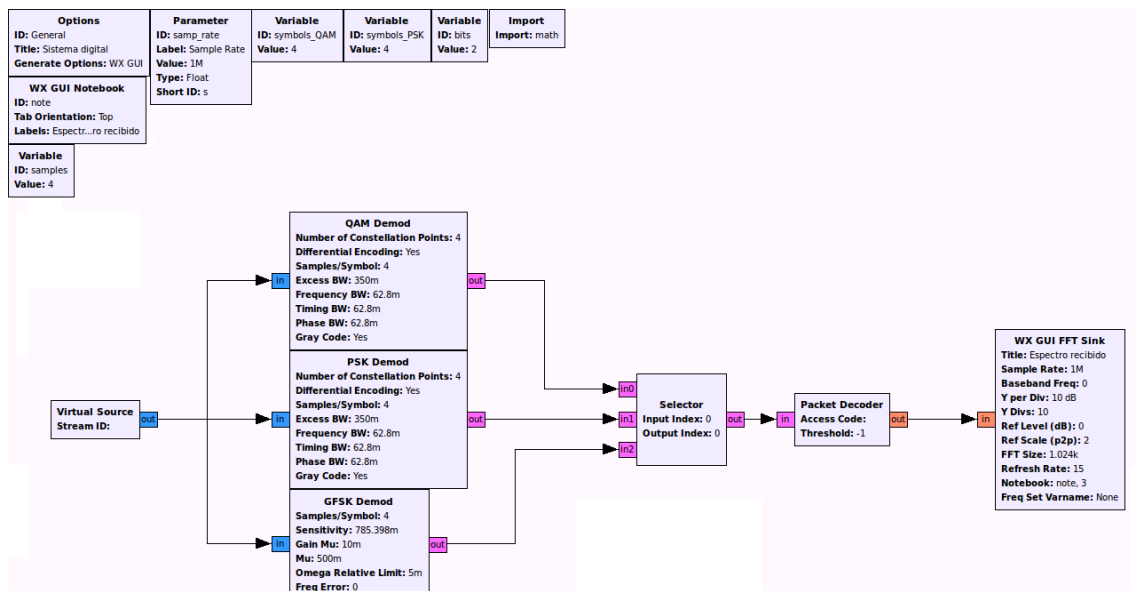 Options
ID: General
Title: Sistema digital
Generate Options: WX GUI
Parameter
ID: samp_rate
Label: Sample Rate
Value: 1M
Type: Float
Short ID: s
Variable
ID: symbols_QAM
Value: 4
Variable
ID: symbols_PSK
Value: 4
Variable
ID: bits
Value: 2
Import
Import: math
WX GUI Notebook
ID: note
Tab Orientation: Top
Labels: Espectr...ro recibido
Variable
ID: samples
Value: 4
Virtual Source
Stream ID:
out
in
QAM Demod
Number of Constellation Points: 4
Differential Encoding: Yes
Samples/Symbol: 4
Excess BW: 350m
Frequency BW: 62.8m
Timing BW: 62.8m
Phase BW: 62.8m
Gray Code: Yes
out
in
PSK Demod
Number of Constellation Points: 4
Differential Encoding: Yes
Samples/Symbol: 4
Excess BW: 350m
Frequency BW: 62.8m
Timing BW: 62.8m
Phase BW: 62.8m
Gray Code: Yes
out
in
GFSK Demod
Samples/Symbol: 4
Sensitivity: 785.398m
Gain Mu: 10m
Mu: 500m
Omega Relative Limit: 5m
Freq Error: 0
out
in0
in1
in2
Selector
Input Index: 0
Output Index: 0
out
in
Packet Decoder
Access Code:
Threshold: -1
out
in
WX GUI FFT Sink
Title: Espectro recibido
Sample Rate: 1M
Baseband Freq: 0
Y per Div: 10 dB
Y Divs: 10
Ref Level (dB): 0
Ref Scale (p2p): 2
FFT Size: 1.024k
Refresh Rate: 15
Notebook: note, 3
Freq Set Varname: None